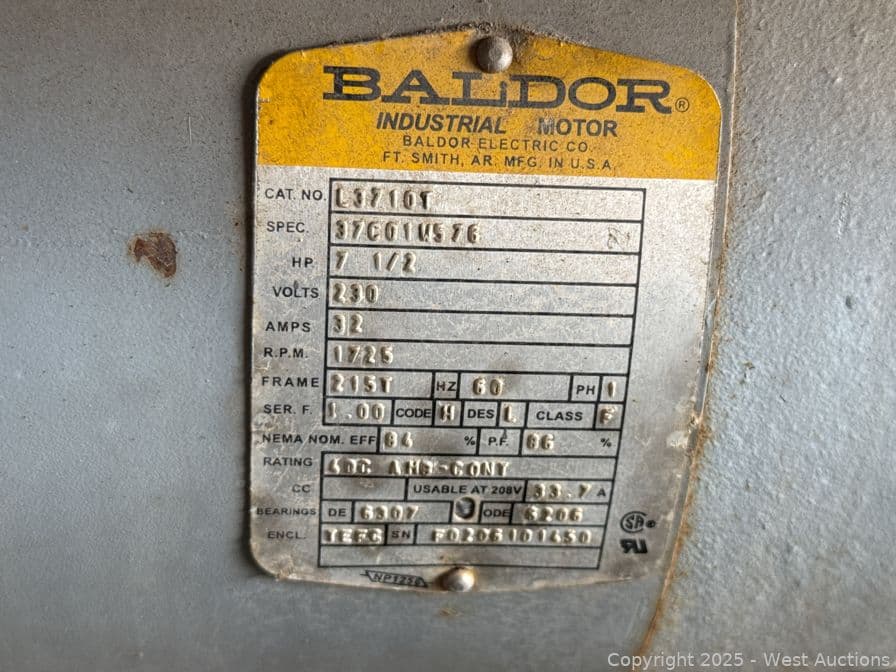 BALDOR®
INDUSTRIAL MOTOR
BALDOR ELECTRIC CO.
FT. SMITH, AR. MFG. IN U.S.A.
CAT. NO. L3710T
SPEC. 37C01W576
HP 7 1/2
VOLTS 230
AMPS 32
R.P.M. 1725
FRAME 215T HZ 60 PH 1
SER. F. 1.00 CODE H DES L CLASS F
NEMA NOM. EFF 84 % P.F. 86 %
RATING 40C AMB-CONT
CC USABLE AT 208V 33.7 A
BEARINGS DE 6307 ODE 6206
ENCL. TEFC SN F0206101450
NP1256
Copyright © 2025 - West Auctions